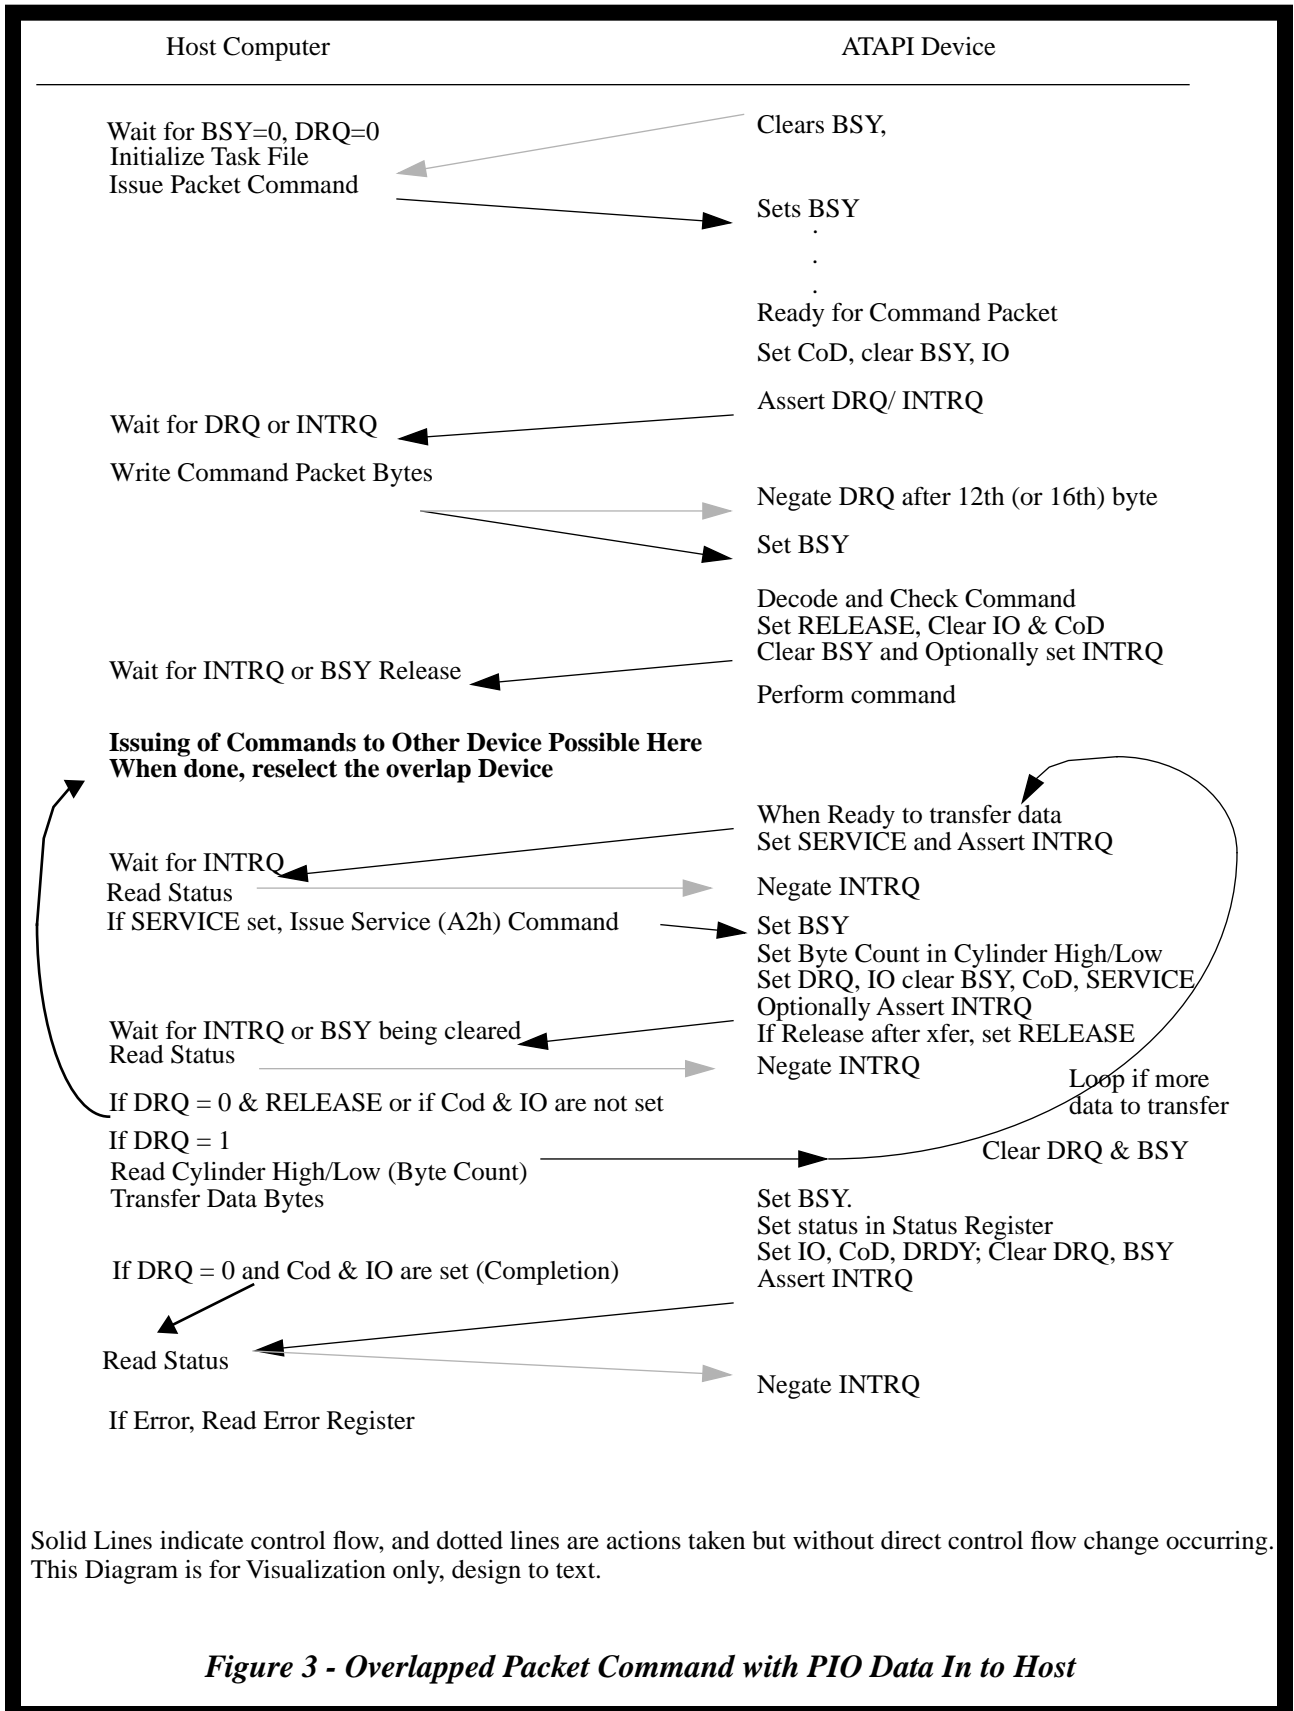 Host Computer
ATAPI Device
Wait for BSY=0, DRQ=0
Clears BSY,
Initialize Task File
Issue Packet Command
Sets BSY
.
.
.
Ready for Command Packet
Set CoD, clear BSY, IO
Assert DRQ/ INTRQ
Wait for DRQ or INTRQ
Write Command Packet Bytes
Negate DRQ after 12th (or 16th) byte
Set BSY
Decode and Check Command
Set RELEASE, Clear IO & CoD
Clear BSY and Optionally set INTRQ
Wait for INTRQ or BSY Release
Perform command
Issuing of Commands to Other Device Possible Here
When done, reselect the overlap Device
When Ready to transfer data
Set SERVICE and Assert INTRQ
Wait for INTRQ
Read Status
Negate INTRQ
If SERVICE set, Issue Service (A2h) Command
Set BSY
Set Byte Count in Cylinder High/Low
Set DRQ, IO clear BSY, CoD, SERVICE
Optionally Assert INTRQ
Wait for INTRQ or BSY being cleared
If Release after xfer, set RELEASE
Read Status
Negate INTRQ
Loop if more
data to transfer
If DRQ = 0 & RELEASE or if Cod & IO are not set
If DRQ = 1
Clear DRQ & BSY
Read Cylinder High/Low (Byte Count)
Transfer Data Bytes
Set BSY.
Set status in Status Register
Set IO, CoD, DRDY; Clear DRQ, BSY
If DRQ = 0 and Cod & IO are set (Completion)
Assert INTRQ
Read Status
Negate INTRQ
If Error, Read Error Register
Solid Lines indicate control flow, and dotted lines are actions taken but without direct control flow change occurring.
This Diagram is for Visualization only, design to text.
Figure 3 - Overlapped Packet Command with PIO Data In to Host